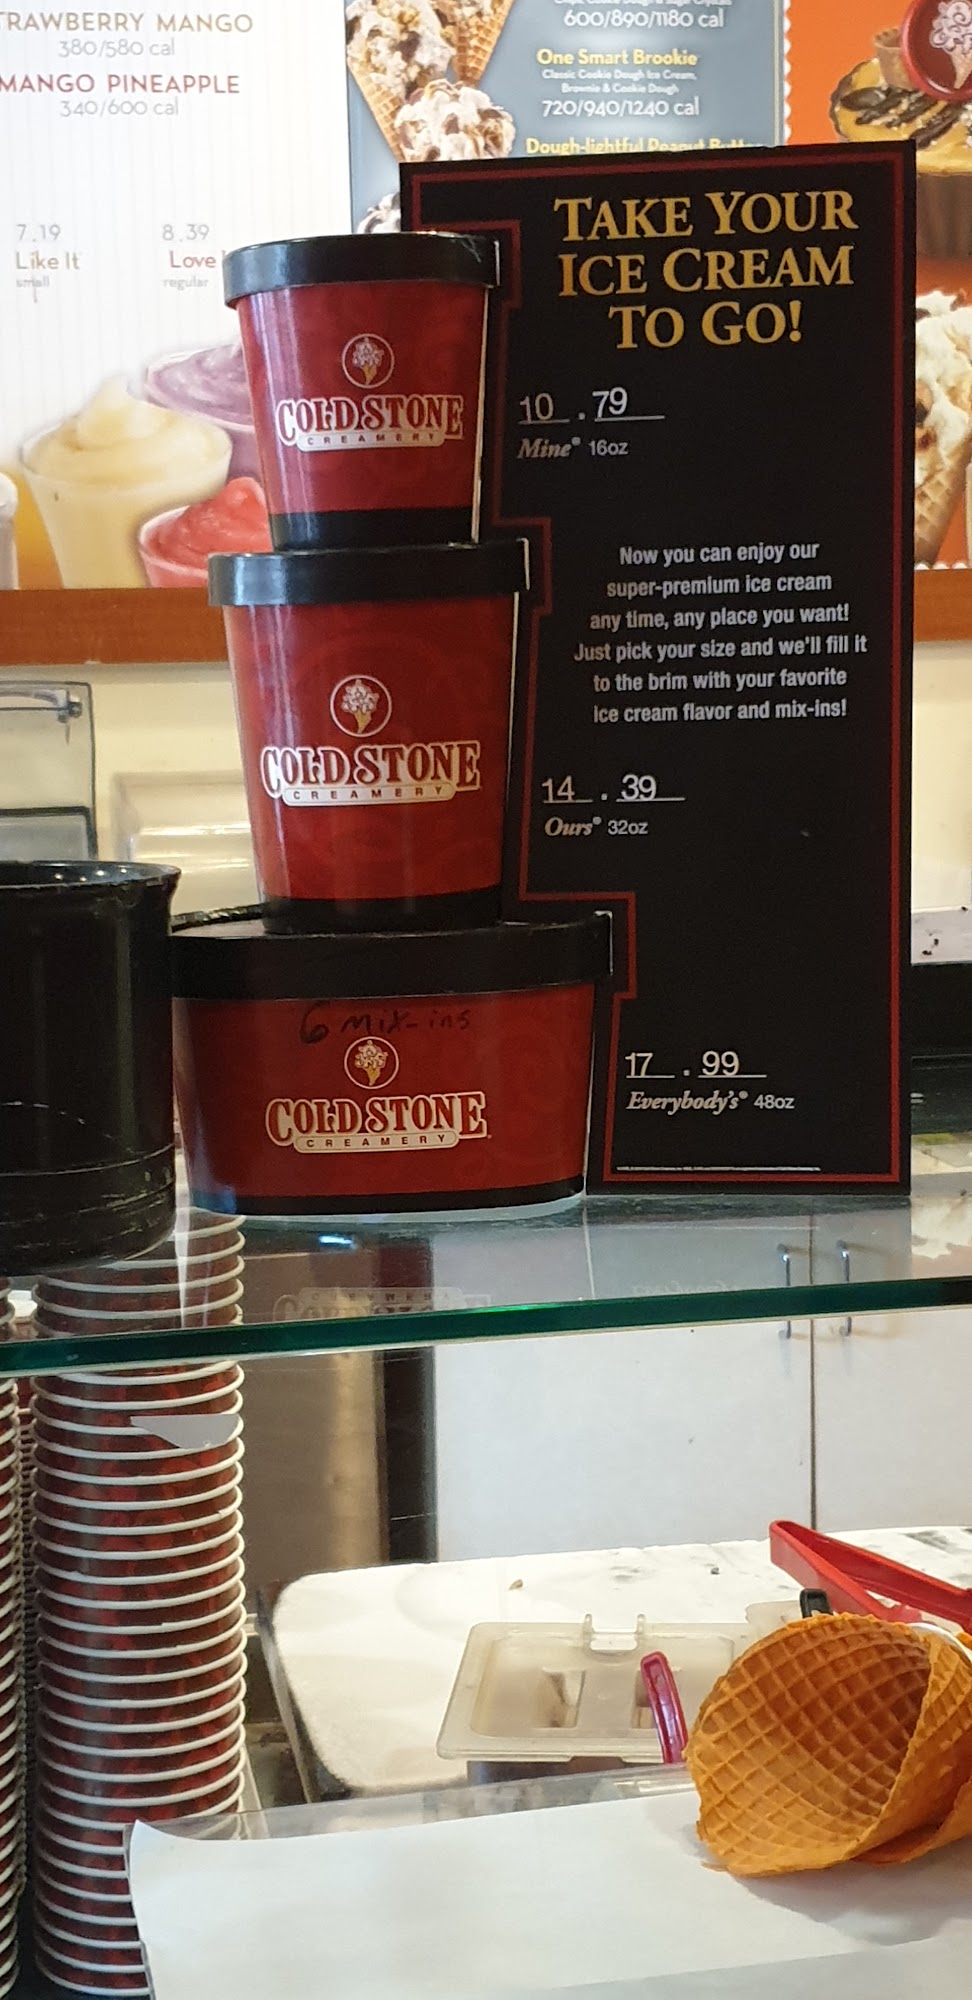 TRAWBERRY MANGO
380/580 cal
MANGO PINEAPPLE
340/600 cal
7.19
Like It
small
8.39
Love
regular
600/890/1180 cal
One Smart Brookie
Classic Cookie Dough Ice Cream,
Brownie & Cookie Dough
720/940/1240 cal
Dough-lightful Peanut
TAKE YOUR
ICE CREAM
TO GO!
10.79
Mine® 16oz
Now you can enjoy our
super-premium ice cream
any time, any place you want!
Just pick your size and we'll fill it
to the brim with your favorite
ice cream flavor and mix-ins!
14.39
Ours® 32oz
17.99
Everybody's® 48oz
COLD STONE
CREAMERY
COLD STONE
CREAMERY
6 mix-ins
COLD STONE
CREAMERY